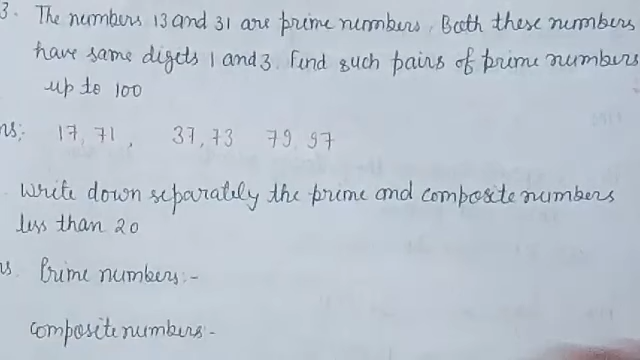 3. The numbers 13 and 31 are prime numbers. Both these numbers
have same digits 1 and 3. Find such pairs of prime numbers
up to 100
ns: 17, 71, 37, 73 79, 97
. Write down separately the prime and composite numbers
less than 20
ns. Prime numbers:-
composite numbers-